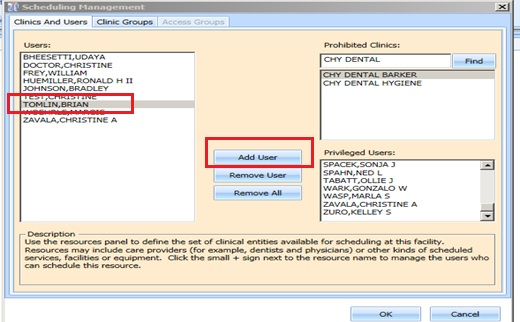 Scheduling Management
Clinics And Users
Clinic Groups
Access Groups
Users:
BHEESETTI,UDAYA
DOCTOR,CHRISTINE
FREY,WILLIAM
HUEMILLER,RONALD H II
JOHNSON,BRADLEY
TEST,CHRISTINE
TOMLIN,BRIAN
WOEHRLE,MARGIE
ZAVALA,CHRISTINE A
Add User
Remove User
Remove All
Prohibited Clinics:
CHY DENTAL
Find
CHY DENTAL BARKER
CHY DENTAL HYGIENE
Privileged Users:
SPACEK,SONJA J
SPAHN,NED L
TABATT,OLLIE J
WARK,GONZALO W
WASP,MARLA S
ZAVALA,CHRISTINE A
ZURO,KELLEY S
Description
Use the resources panel to define the set of clinical entities available for scheduling at this facility.
Resources may include care providers (for example, dentists and physicians) or other kinds of scheduled
services, facilities or equipment. Click the small + sign next to the resource name to manage the users who
can schedule this resource.
OK
Cancel